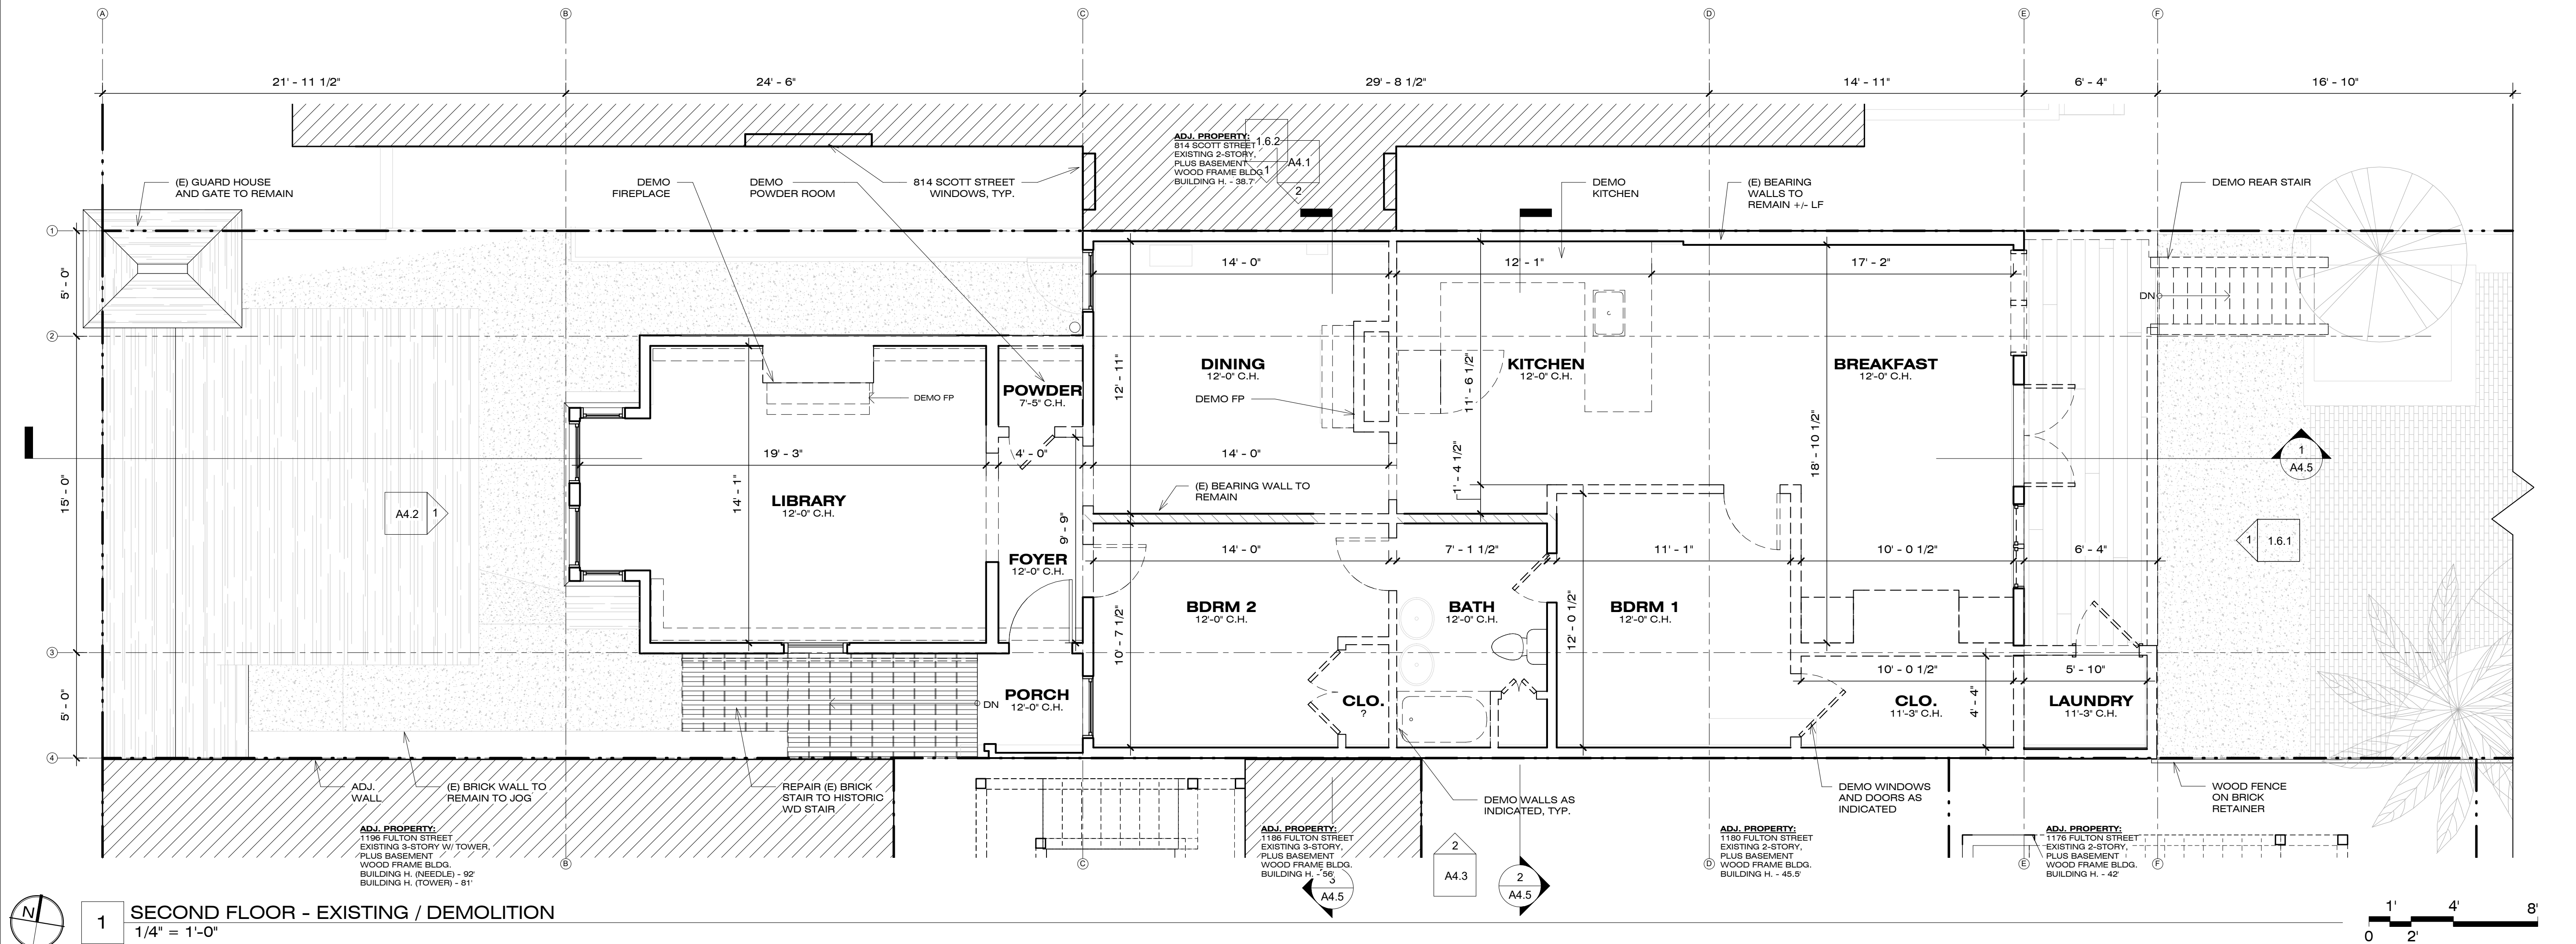 A
B
C
D
E
F
21' - 11 1/2"
24' - 6"
29' - 8 1/2"
14' - 11"
6' - 4"
16' - 10"
ADJ. PROPERTY:
814 SCOTT STREET
EXISTING 2-STORY,
PLUS BASEMENT
WOOD FRAME BLDG
BUILDING H. - 38.7'
1.6.2
1
A4.1
2
(E) GUARD HOUSE
AND GATE TO REMAIN
DEMO
FIREPLACE
DEMO
POWDER ROOM
814 SCOTT STREET
WINDOWS, TYP.
DEMO
KITCHEN
(E) BEARING
WALLS TO
REMAIN +/- LF
DEMO REAR STAIR
1
2
3
4
5' - 0"
15' - 0"
5' - 0"
14' - 0"
12' - 1"
17' - 2"
DN
12' - 11"
11' - 6 1/2"
1' - 4 1/2"
18' - 10 1/2"
DINING
12'-0" C.H.
KITCHEN
12'-0" C.H.
BREAKFAST
12'-0" C.H.
POWDER
7'-5" C.H.
DEMO FP
DEMO FP
19' - 3"
4' - 0"
14' - 0"
14' - 1"
LIBRARY
12'-0" C.H.
9' - 9"
(E) BEARING WALL TO
REMAIN
A4.2
1
1
A4.5
1
1.6.1
FOYER
12'-0" C.H.
14' - 0"
7' - 1 1/2"
11' - 1"
10' - 0 1/2"
6' - 4"
BDRM 2
12'-0" C.H.
BATH
12'-0" C.H.
BDRM 1
12'-0" C.H.
10' - 7 1/2"
12' - 0 1/2"
10' - 0 1/2"
5' - 10"
4' - 4"
PORCH
12'-0" C.H.
DN
CLO.
?
CLO.
11'-3" C.H.
LAUNDRY
11'-3" C.H.
ADJ.
WALL
(E) BRICK WALL TO
REMAIN TO JOG
REPAIR (E) BRICK
STAIR TO HISTORIC
WD STAIR
DEMO WALLS AS
INDICATED, TYP.
DEMO WINDOWS
AND DOORS AS
INDICATED
WOOD FENCE
ON BRICK
RETAINER
ADJ. PROPERTY:
1196 FULTON STREET
EXISTING 3-STORY W/ TOWER,
PLUS BASEMENT
WOOD FRAME BLDG.
BUILDING H. (NEEDLE) - 92'
BUILDING H. (TOWER) - 81'
ADJ. PROPERTY:
1186 FULTON STREET
EXISTING 3-STORY,
PLUS BASEMENT
WOOD FRAME BLDG.
BUILDING H. - 56'
ADJ. PROPERTY:
1180 FULTON STREET
EXISTING 2-STORY,
PLUS BASEMENT
WOOD FRAME BLDG.
BUILDING H. - 45.5'
ADJ. PROPERTY:
1176 FULTON STREET
EXISTING 2-STORY,
PLUS BASEMENT
WOOD FRAME BLDG.
BUILDING H. - 42'
B
C
D
E
F
3
A4.5
2
A4.3
2
A4.5
N
1
SECOND FLOOR - EXISTING / DEMOLITION
1/4" = 1'-0"
1'
4'
8'
0
2'